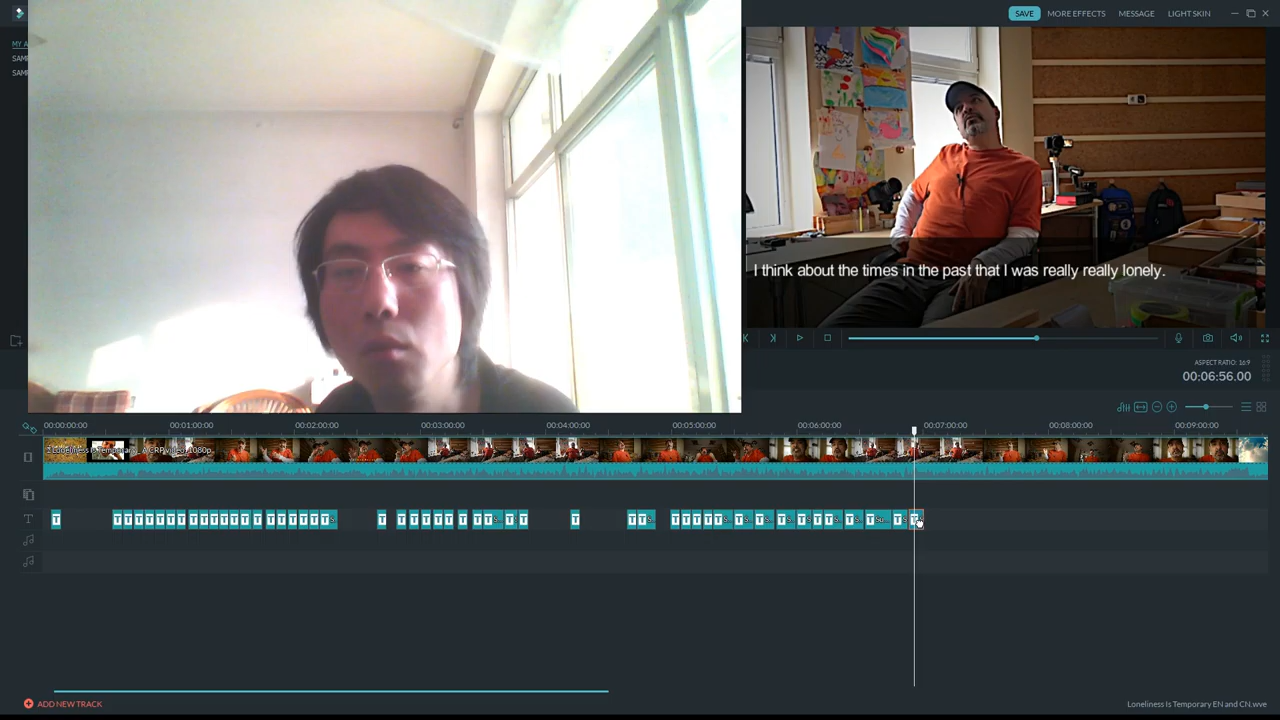 SAVE
MORE EFFECTS
MESSAGE
LIGHT SKIN
MY A
SAM
SAM
I think about the times in the past that I was really really lonely.
ASPECT RATIO: 16:9
00:06:56.00
00:00:00:00
00:01:00:00
00:02:00:00
00:03:00:00
00:04:00:00
00:05:00:00
00:06:00:00
00:07:00:00
00:08:00:00
00:09:00:00
ADD NEW TRACK
Loneliness Is Temporary EN and CN.wve